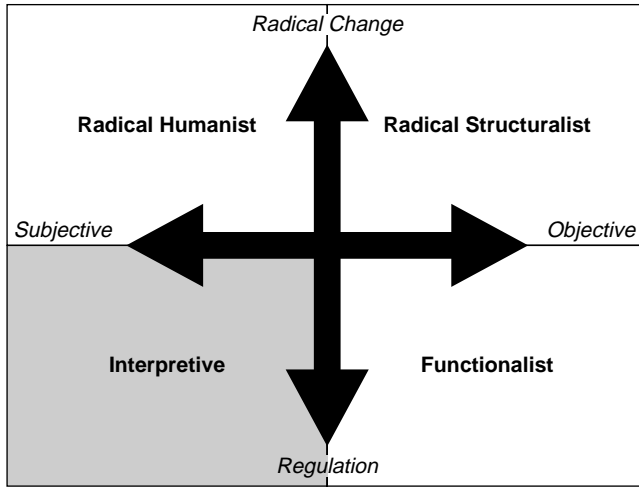 Radical Change
Radical Humanist
Radical Structuralist
Subjective
Objective
Interpretive
Functionalist
Regulation